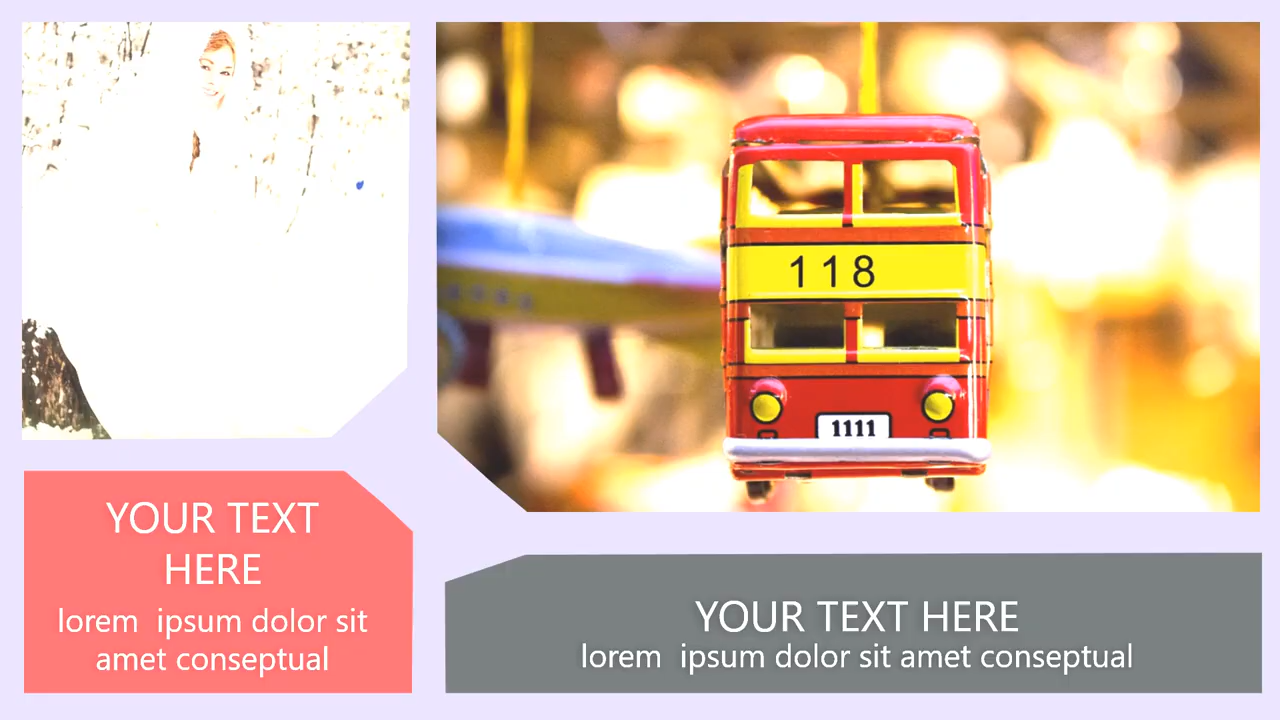 118
1111
YOUR TEXT
HERE
lorem ipsum dolor sit
amet conseptual
YOUR TEXT HERE
lorem ipsum dolor sit amet conseptual